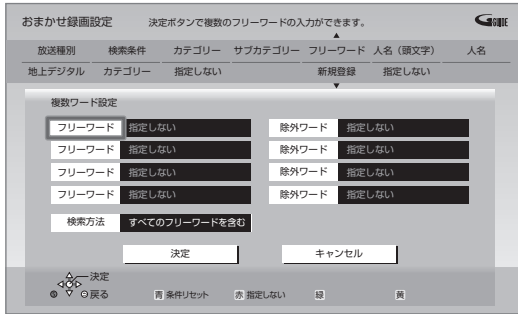 おまかせ録画設定 決定ボタンで複数のフリーワードの入力ができます。 GGUIDE
放送種別 検索条件 カテゴリー サブカテゴリー フリーワード 人名（頭文字） 人名
地上デジタル カテゴリー 指定しない 新規登録 指定しない
複数ワード設定
フリーワード 指定しない 除外ワード 指定しない
フリーワード 指定しない 除外ワード 指定しない
フリーワード 指定しない 除外ワード 指定しない
フリーワード 指定しない 除外ワード 指定しない
検索方法 すべてのフリーワードを含む
決定 キャンセル
決定
戻る 青 条件リセット 赤 指定しない 緑 黄